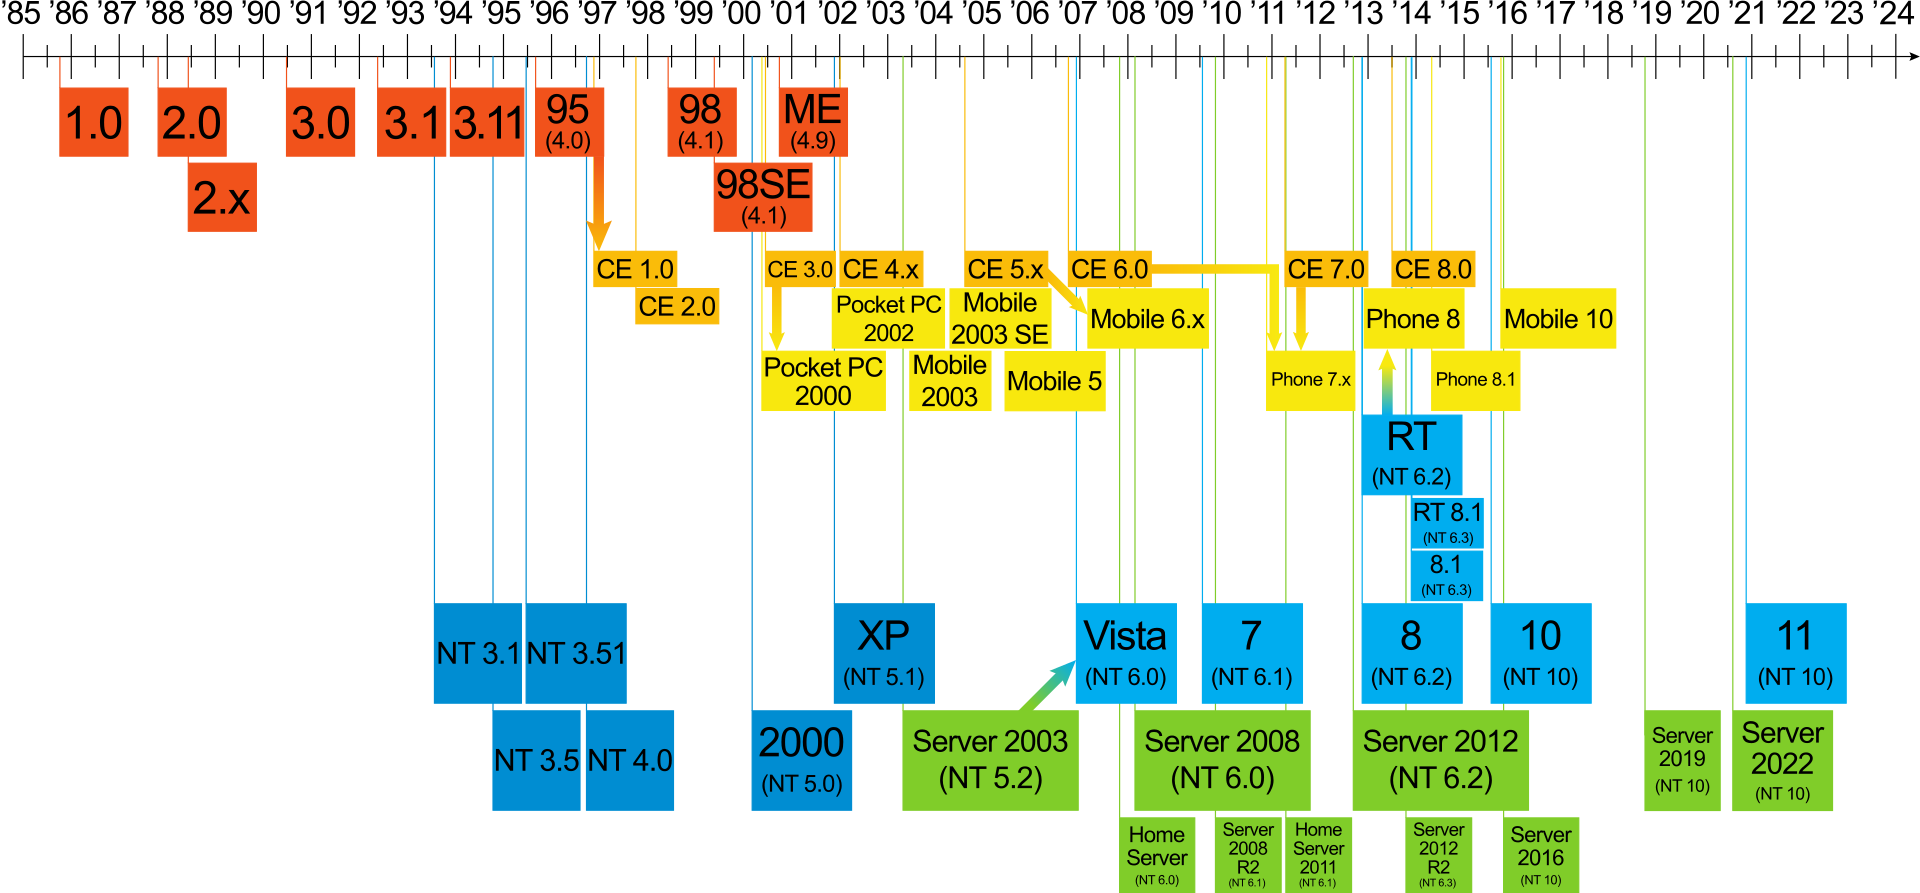 ’85 ’86 ’87 ’88 ’89 ’90 ’91 ’92 ’93 ’94 ’95 ’96 ’97 ’98 ’99 ’00 ’01 ’02 ’03 ’04 ’05 ’06 ’07 ’08 ’09 ’10 ’11 ’12 ’13 ’14 ’15 ’16 ’17 ’18 ’19 ’20 ’21 ’22 ’23 ’24
1.0
2.0
3.0
3.1
3.11
95
(4.0)
98
(4.1)
ME
(4.9)
2.x
98SE
(4.1)
CE 1.0
CE 3.0
CE 4.x
CE 5.x
CE 6.0
CE 7.0
CE 8.0
CE 2.0
Pocket PC
2002
Mobile
2003 SE
Mobile 6.x
Phone 8
Mobile 10
Pocket PC
2000
Mobile
2003
Mobile 5
Phone 7.x
Phone 8.1
RT
(NT 6.2)
RT 8.1
(NT 6.3)
8.1
(NT 6.3)
NT 3.1
NT 3.51
XP
(NT 5.1)
Vista
(NT 6.0)
7
(NT 6.1)
8
(NT 6.2)
10
(NT 10)
11
(NT 10)
NT 3.5
NT 4.0
2000
(NT 5.0)
Server 2003
(NT 5.2)
Server 2008
(NT 6.0)
Server 2012
(NT 6.2)
Server
2019
(NT 10)
Server
2022
(NT 10)
Home
Server
(NT 6.0)
Server
2008
R2
(NT 6.1)
Home
Server
2011
(NT 6.1)
Server
2012
R2
(NT 6.3)
Server
2016
(NT 10)